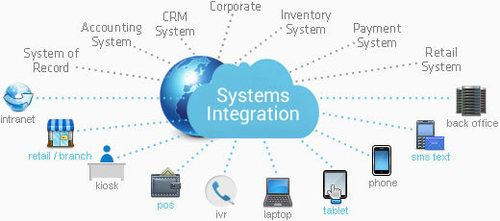 Corporate
CRM
System
Inventory
System
Accounting
System
Payment
System
System of
Record
Retail
System
Systems
Integration
intranet
back office
retail / branch
sms text
kiosk
phone
pos
ivr
laptop
tablet